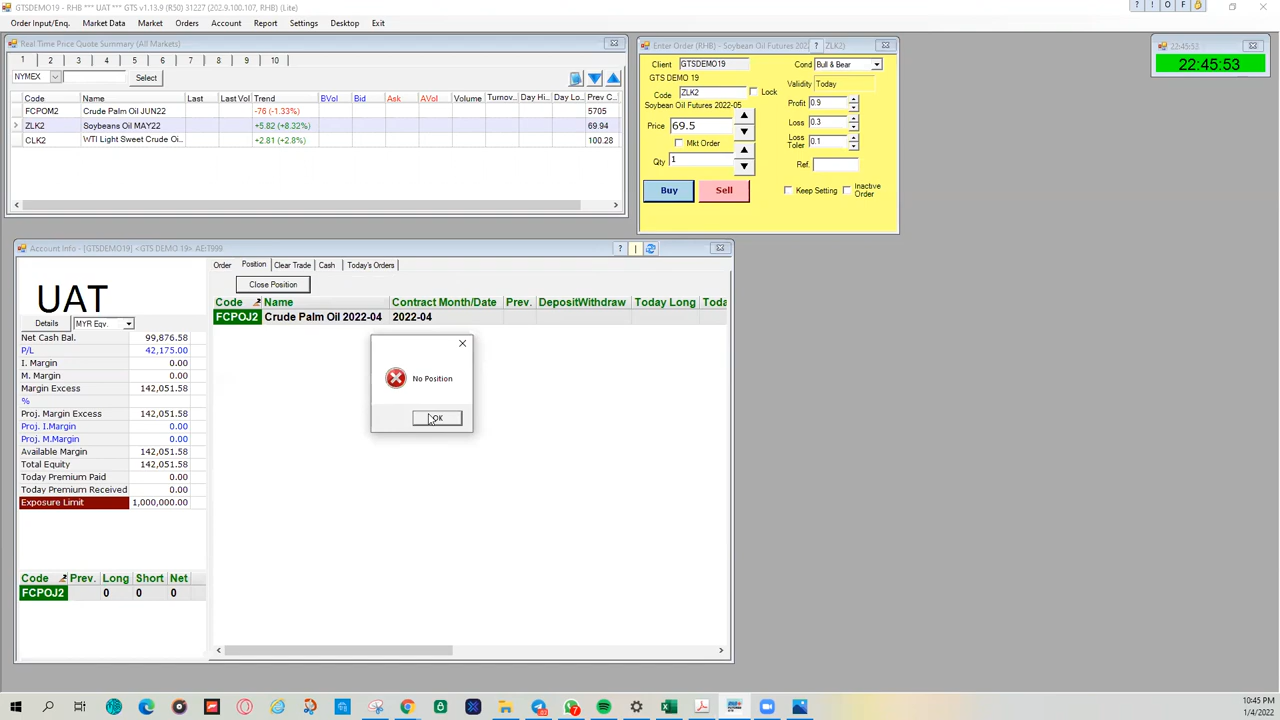 GTSDEMO19 - RHB *** UAT *** GTS v1.13.9 (R50) 31227 (202.9.100.107, RHB) (Lite)
Order Input/Enq. Market Data Market Orders Account Report Settings Desktop Exit
Real Time Price Quote Summary (All Markets)
1 2 3 4 5 6 7 8 9 10
NYMEX Select
Code Name Last Last Vol Trend BVol Bid Ask AVol Volume Turnov... Day Hi... Day Lo... Prev C...
FCPOM2 Crude Palm Oil JUN22 -76 (-1.33%) 5705
ZLK2 Soybeans Oil MAY22 +5.82 (+8.32%) 69.94
CLK2 WTI Light Sweet Crude Oi... +2.81 (+2.8%) 100.28
Enter Order (RHB) - Soybean Oil Futures 202 ? ZLK2)
Client GTSDEMO19 Cond Bull & Bear
GTS DEMO 19 Validity Today
Code ZLK2 Lock Profit 0.9
Soybean Oil Futures 2022-05
Price 69.5 Loss 0.3
Mkt Order Loss Toler 0.1
Qty 1 Ref.
Buy Sell Keep Setting Inactive Order
22:45:53
22:45:53
Account Info - [GTSDEMO19] <GTS DEMO 19> AE:T999 ?
Order Position Clear Trade Cash Today's Orders
Close Position
UAT
Code Name Contract Month/Date Prev. DepositWithdraw Today Long Toda
FCPOJ2 Crude Palm Oil 2022-04 2022-04
Details MYR Eqv.
Net Cash Bal. 99,876.58
P/L 42,175.00
I. Margin 0.00
M. Margin 0.00
Margin Excess 142,051.58
%
Proj. Margin Excess 142,051.58
Proj. I.Margin 0.00
Proj. M.Margin 0.00
Available Margin 142,051.58
Total Equity 142,051.58
Today Premium Paid 0.00
Today Premium Received 0.00
Exposure Limit 1,000,000.00
Code Prev. Long Short Net
FCPOJ2 0 0 0
No Position
OK
10:45 PM
1/4/2022